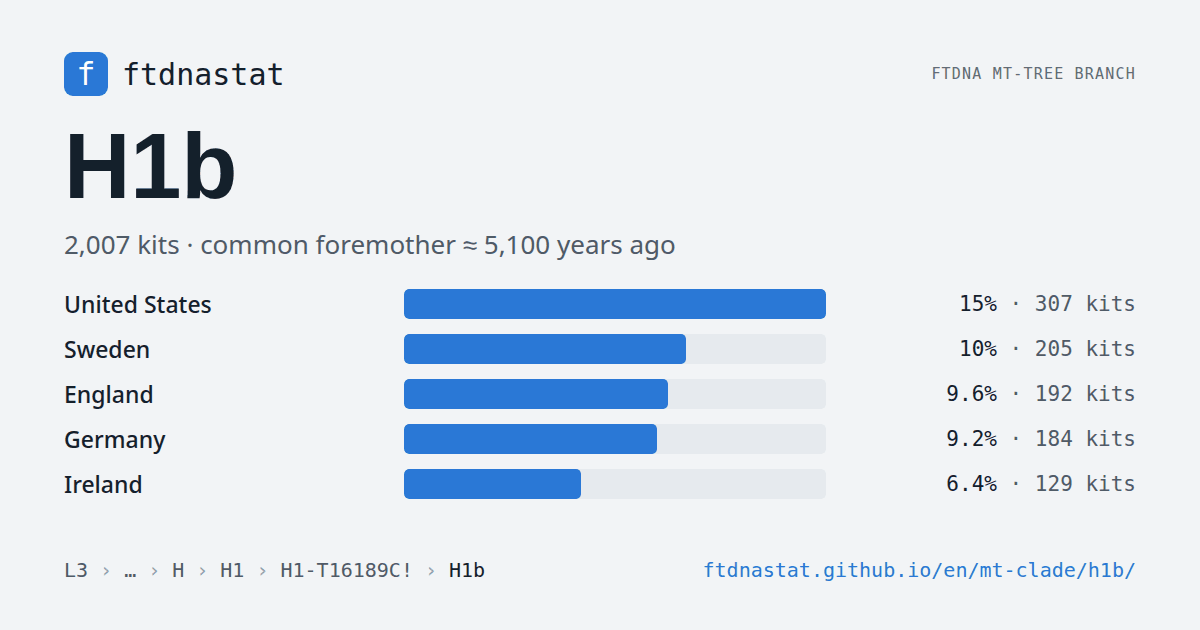 f ftdnastat
FTDNA MT-TREE BRANCH
H1b
2,007 kits · common foremother ≈ 5,100 years ago
United States 15% · 307 kits
Sweden 10% · 205 kits
England 9.6% · 192 kits
Germany 9.2% · 184 kits
Ireland 6.4% · 129 kits
L3 › … › H › H1 › H1-T16189C! › H1b
ftdnastat.github.io/en/mt-clade/h1b/